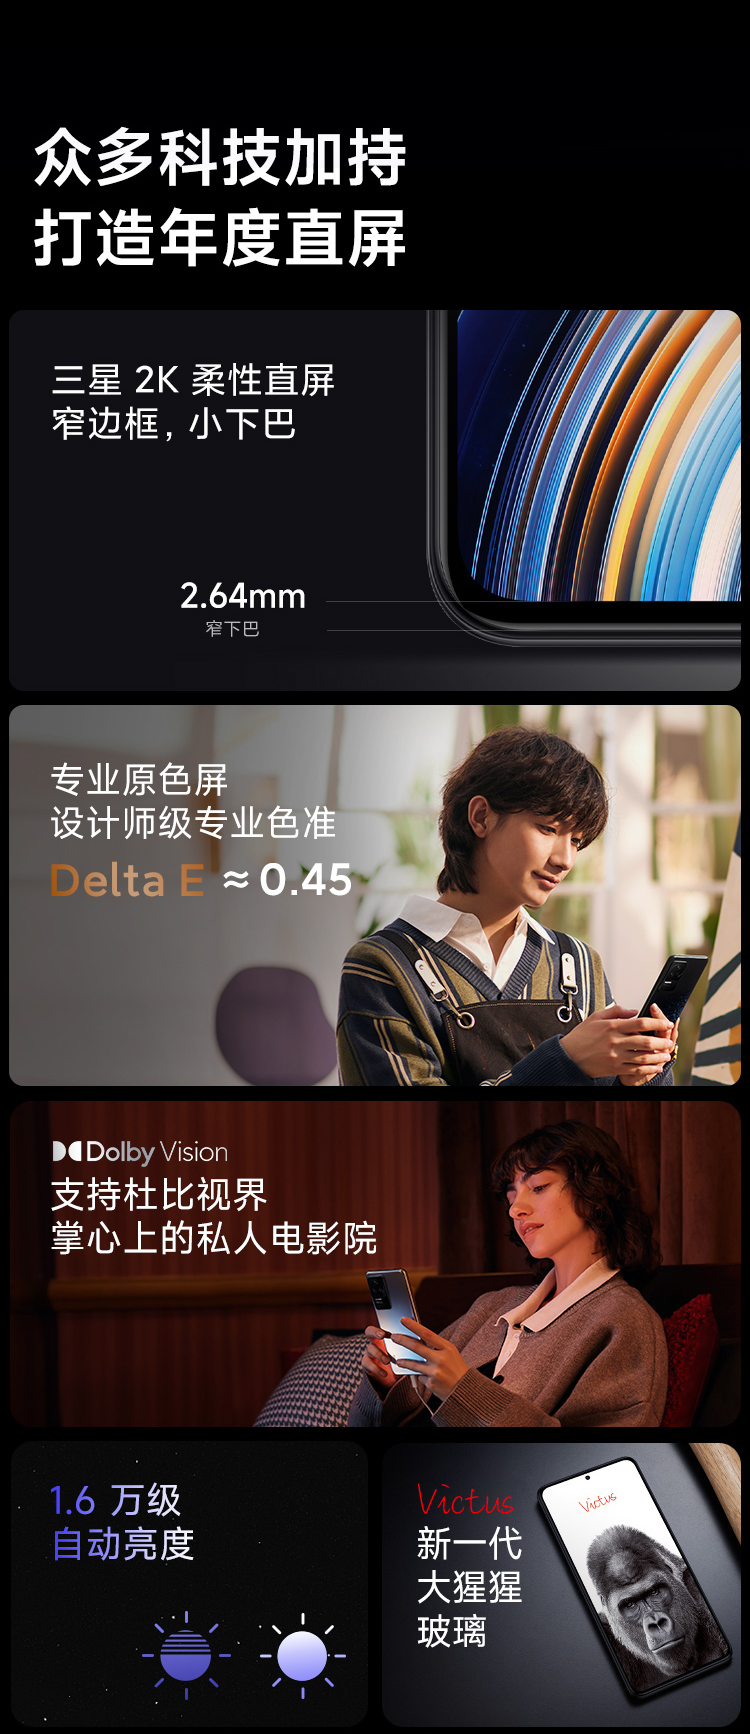 众多科技加持
打造年度直屏
三星 2K 柔性直屏
窄边框，小下巴
2.64mm
窄下巴
专业原色屏
设计师级专业色准
Delta E ≈ 0.45
Dolby Vision
支持杜比视界
掌心上的私人电影院
1.6 万级
自动亮度
Victus
新一代
大猩猩
玻璃
Victus